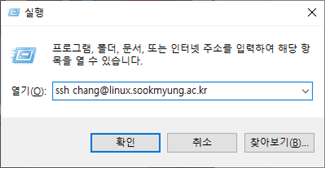 실행
프로그램, 폴더, 문서, 또는 인터넷 주소를 입력하여 해당 항
목을 열 수 있습니다.
열기(O): ssh chang@linux.sookmyung.ac.kr
확인 취소 찾아보기(B)...